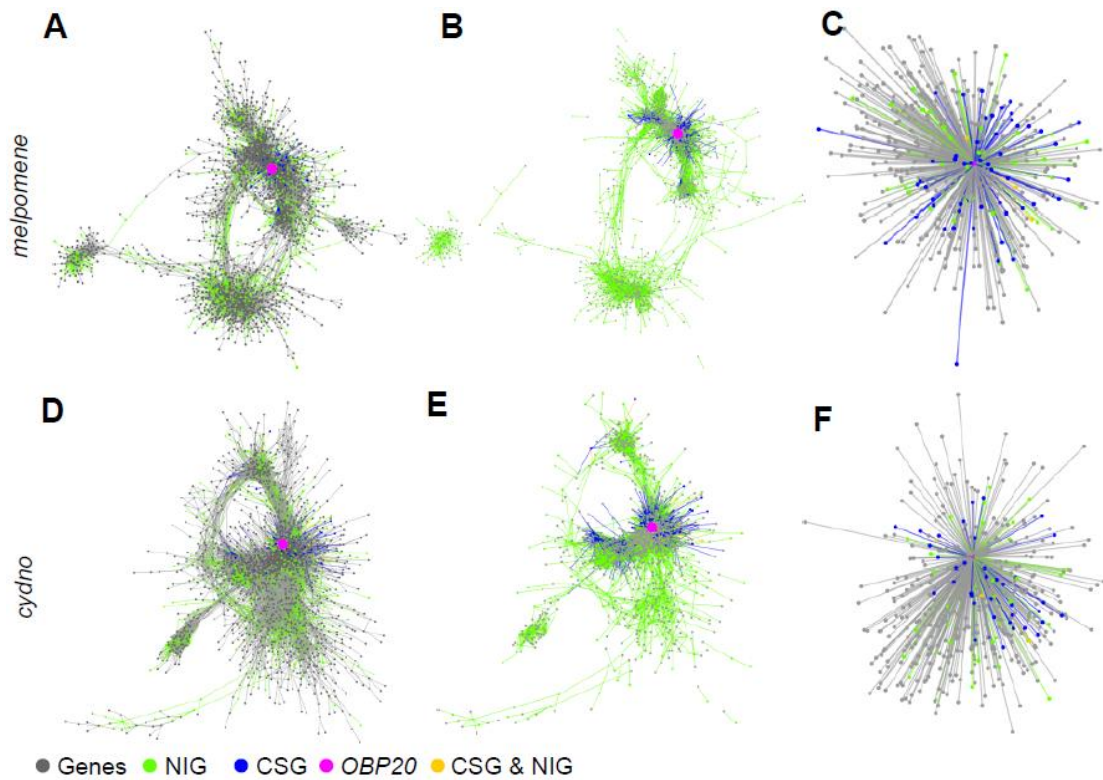 A B C
melpomene
D E F
cydno
Genes NIG CSG OBP20 CSG & NIG